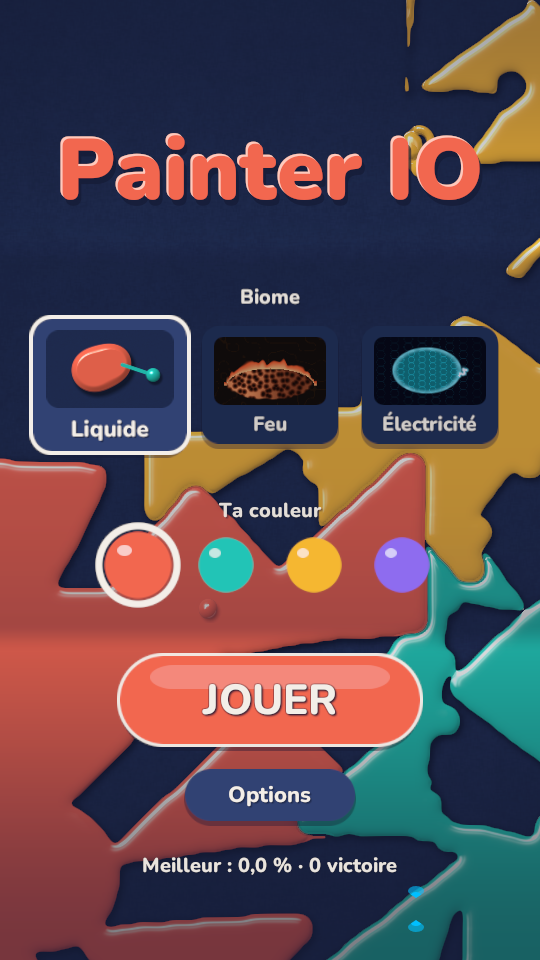 Painter IO
Biome
Liquide
Feu
Électricité
Ta couleur
JOUER
Options
Meilleur : 0,0 % · 0 victoire